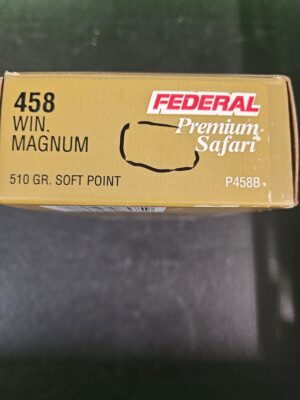 458
WIN.
MAGNUM
510 GR. SOFT POINT
FEDERAL
Premium
Safari
P458B